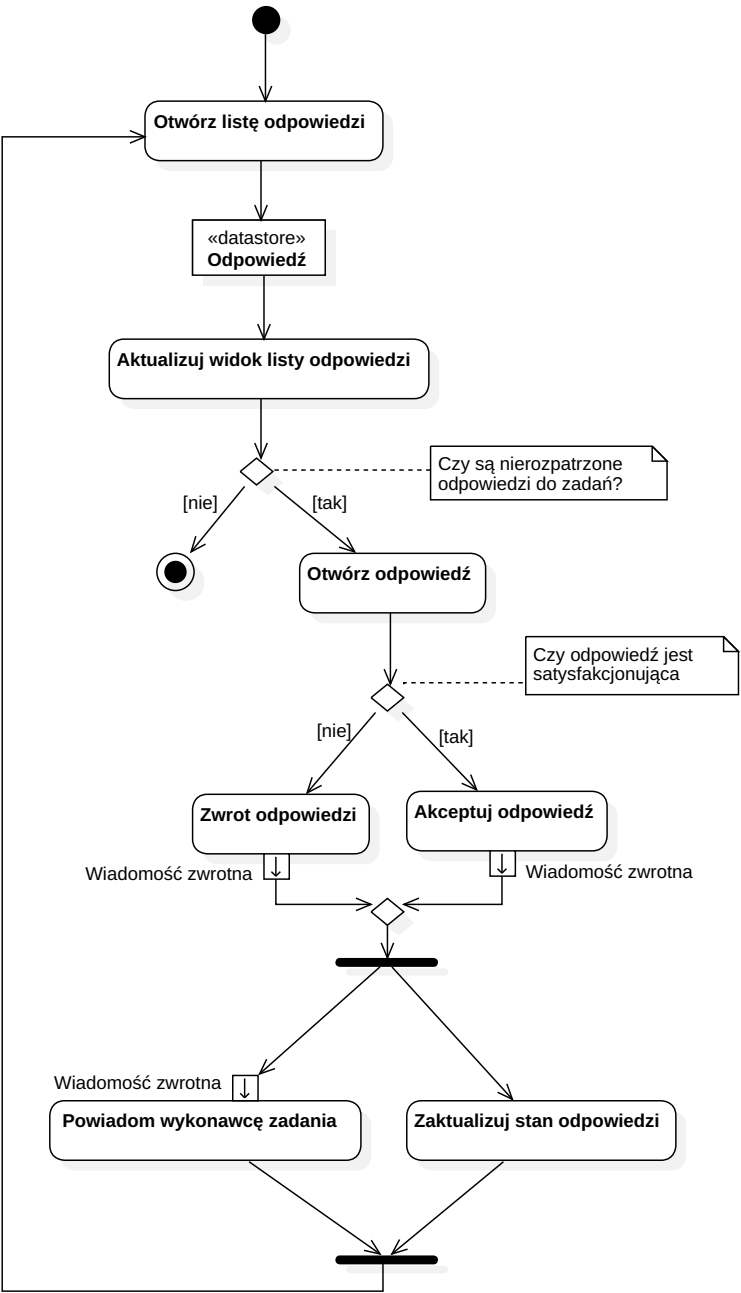 Otwórz listę odpowiedzi
«datastore»
Odpowiedź
Aktualizuj widok listy odpowiedzi
Czy są nierozpatrzone
odpowiedzi do zadań?
[nie]
[tak]
Otwórz odpowiedź
Czy odpowiedź jest
satysfakcjonująca
[nie]
[tak]
Zwrot odpowiedzi
Akceptuj odpowiedź
Wiadomość zwrotna
Wiadomość zwrotna
Wiadomość zwrotna
Powiadom wykonawcę zadania
Zaktualizuj stan odpowiedzi